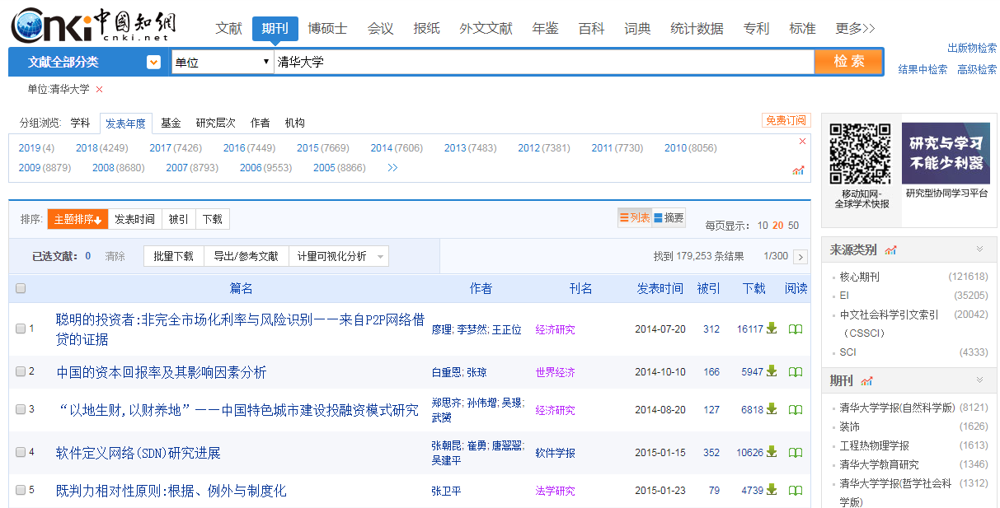 Cnki 中國知網
cnki.net
文献 期刊 博硕士 会议 报纸 外文文献 年鉴 百科 词典 统计数据 专利 标准 更多>>
文献全部分类 单位 清华大学 检索
出版物检索
结果中检索 高级检索
单位:清华大学 ×
分组浏览: 学科 发表年度 基金 研究层次 作者 机构 免费订阅
2019(4) 2018(4249) 2017(7426) 2016(7449) 2015(7669) 2014(7606) 2013(7483) 2012(7381) 2011(7730) 2010(8056) ×
2009(8879) 2008(8680) 2007(8793) 2006(9553) 2005(8866) >>
排序: 主题排序 发表时间 被引 下载 列表 摘要 每页显示: 10 20 50
已选文献: 0 清除 批量下载 导出/参考文献 计量可视化分析 找到 179,253 条结果 1/300 >
篇名 作者 刊名 发表时间 被引 下载 阅读
1 聪明的投资者:非完全市场化利率与风险识别——来自P2P网络借
贷的证据
廖理; 李梦然; 王正位 经济研究 2014-07-20 312 16117
2 中国的资本回报率及其影响因素分析 白重恩; 张琼 世界经济 2014-10-10 166 5947
3 “以地生财,以财养地”——中国特色城市建设投融资模式研究 郑思齐; 孙伟增; 吴璟;
武赟
经济研究 2014-08-20 127 6818
4 软件定义网络(SDN)研究进展 张朝昆; 崔勇; 唐翯翯;
吴建平
软件学报 2015-01-15 352 10626
5 既判力相对性原则:根据、例外与制度化 张卫平 法学研究 2015-01-23 79 4739
研究与学习
不能少利器
移动知网-
全球学术快报
研究型协同学习平台
来源类别
核心期刊 (121618)
EI (35205)
中文社会科学引文索引 (20042)
（CSSCI）
SCI (4333)
期刊
清华大学学报(自然科学版) (8121)
装饰 (1626)
工程热物理学报 (1613)
清华大学教育研究 (1346)
清华大学学报(哲学社会科 (1312)
学版)